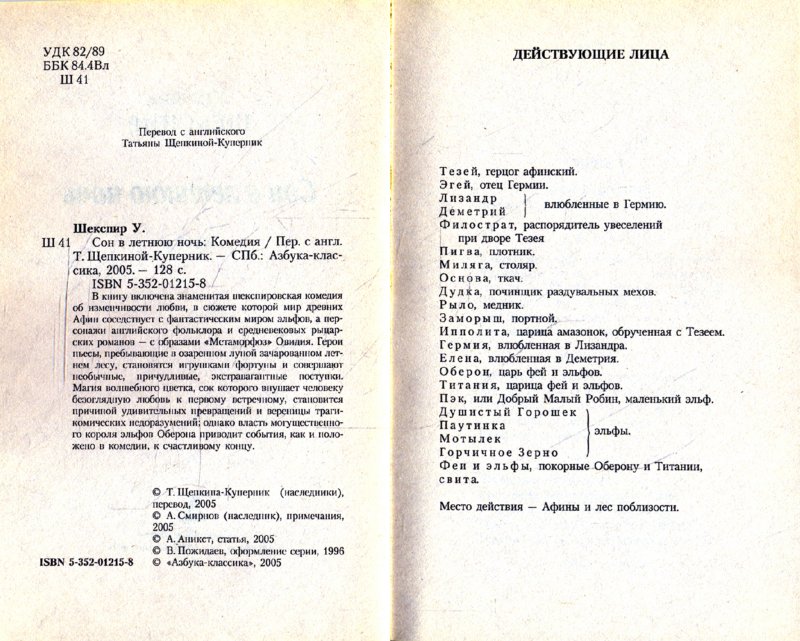 УДК 82/89
ББК 84.4Вл
Ш 41
Перевод с английского
Татьяны Щепкиной-Куперник
Шекспир У.
Ш 41 Сон в летнюю ночь: Комедия / Пер. с англ.
Т. Щепкиной-Куперник. — СПб.: Азбука-клас-
сика, 2005. — 128 с.
ISBN 5-352-01215-8
В книгу включена знаменитая шекспировская комедия
об изменчивости любви, в сюжете которой мир древних
Афин соседствует с фантастическим миром эльфов, а пер-
сонажи английского фольклора и средневековых рыцар-
ских романов — с образами «Метаморфоз» Овидия. Герои
пьесы, пребывающие в озаренном луной зачарованном лет-
нем лесу, становятся игрушками фортуны и совершают
необычные, причудливые, экстравагантные поступки.
Магия волшебного цветка, сок которого внушает человеку
безоглядную любовь к первому встречному, становится
причиной удивительных превращений и вереницы траги-
комических недоразумений; однако власть могущественно-
го короля эльфов Оберона приводит события, как и поло-
жено в комедии, к счастливому концу.
© Т. Щепкина-Куперник (наследники),
перевод, 2005
© А. Смирнов (наследник), примечания,
2005
© А. Аникст, статья, 2005
© В. Пожидаев, оформление серии, 1996
ISBN 5-352-01215-8 © «Азбука-классика», 2005
ДЕЙСТВУЮЩИЕ ЛИЦА
Тезей, герцог афинский.
Эгей, отец Гермии.
Лизандр
Деметрий
влюбленные в Гермию.
Филострат, распорядитель увеселений
при дворе Тезея
Пигва, плотник.
Миляга, столяр.
Основа, ткач.
Дудка, починщик раздувальных мехов.
Рыло, медник.
Заморыш, портной.
Ипполита, царица амазонок, обрученная с Тезеем.
Гермия, влюбленная в Лизандра.
Елена, влюбленная в Деметрия.
Оберон, царь фей и эльфов.
Титания, царица фей и эльфов.
Пэк, или Добрый Малый Робин, маленький эльф.
Душистый Горошек
Паутинка
Мотылек
Горчичное Зерно
эльфы.
Феи и эльфы, покорные Оберону и Титании,
свита.
Место действия — Афины и лес поблизости.